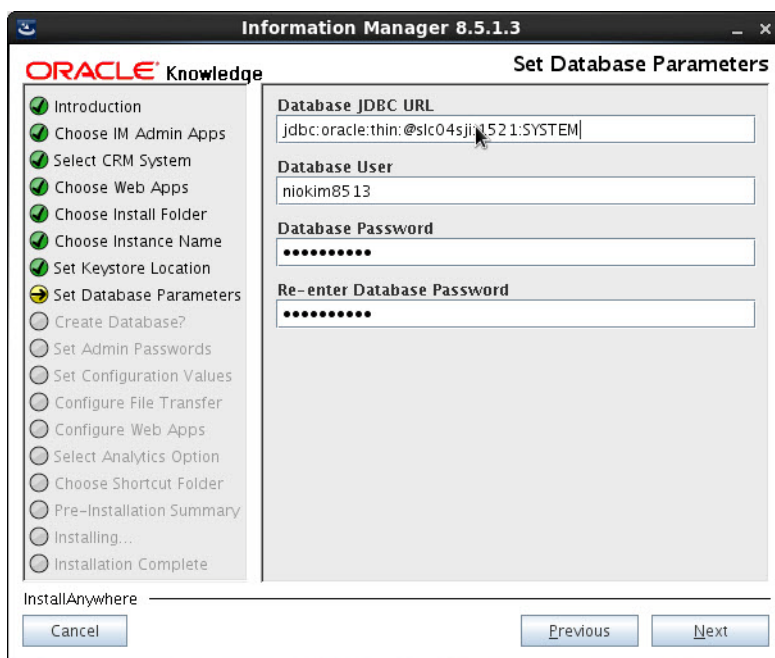 Information Manager 8.5.1.3
ORACLE Knowledge
Set Database Parameters
Introduction
Choose IM Admin Apps
Select CRM System
Choose Web Apps
Choose Install Folder
Choose Instance Name
Set Keystore Location
Set Database Parameters
Create Database?
Set Admin Passwords
Set Configuration Values
Configure File Transfer
Configure Web Apps
Select Analytics Option
Choose Shortcut Folder
Pre-Installation Summary
Installing...
Installation Complete
Database JDBC URL
jdbc:oracle:thin:@slc04sji:1521:SYSTEM
Database User
niokim8513
Database Password
••••••••••
Re-enter Database Password
••••••••••
InstallAnywhere
Cancel
Previous
Next